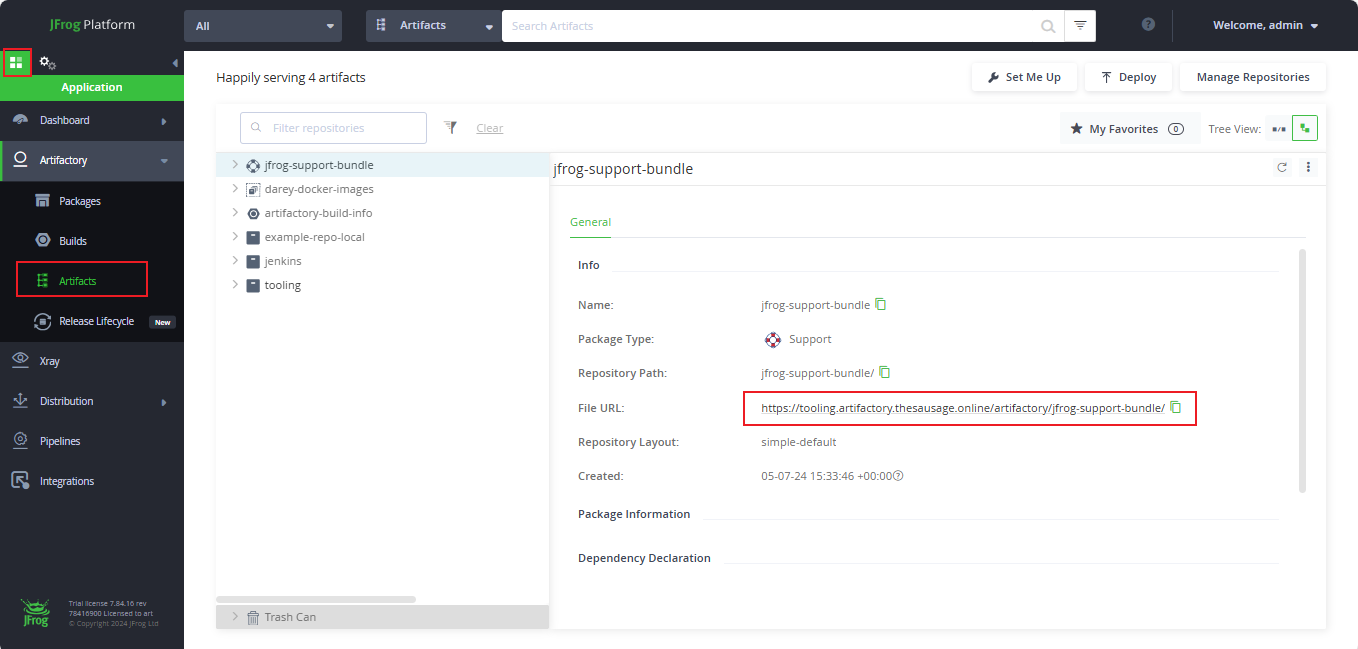 JFrog Platform
All
Artifacts
Search Artifacts
?
Welcome, admin
Application
Dashboard
Artifactory
Packages
Builds
Artifacts
Release Lifecycle New
Xray
Distribution
Pipelines
Integrations
JFrog
Trial license 7.84.16 rev
78416900 Licensed to art
© Copyright 2024 JFrog Ltd
Happily serving 4 artifacts
Set Me Up
Deploy
Manage Repositories
Filter repositories
Clear
My Favorites 0
Tree View:
jfrog-support-bundle
darey-docker-images
artifactory-build-info
example-repo-local
jenkins
tooling
Trash Can
jfrog-support-bundle
General
Info
Name: jfrog-support-bundle
Package Type: Support
Repository Path: jfrog-support-bundle/
File URL: https://tooling.artifactory.thesausage.online/artifactory/jfrog-support-bundle/
Repository Layout: simple-default
Created: 05-07-24 15:33:46 +00:00?
Package Information
Dependency Declaration